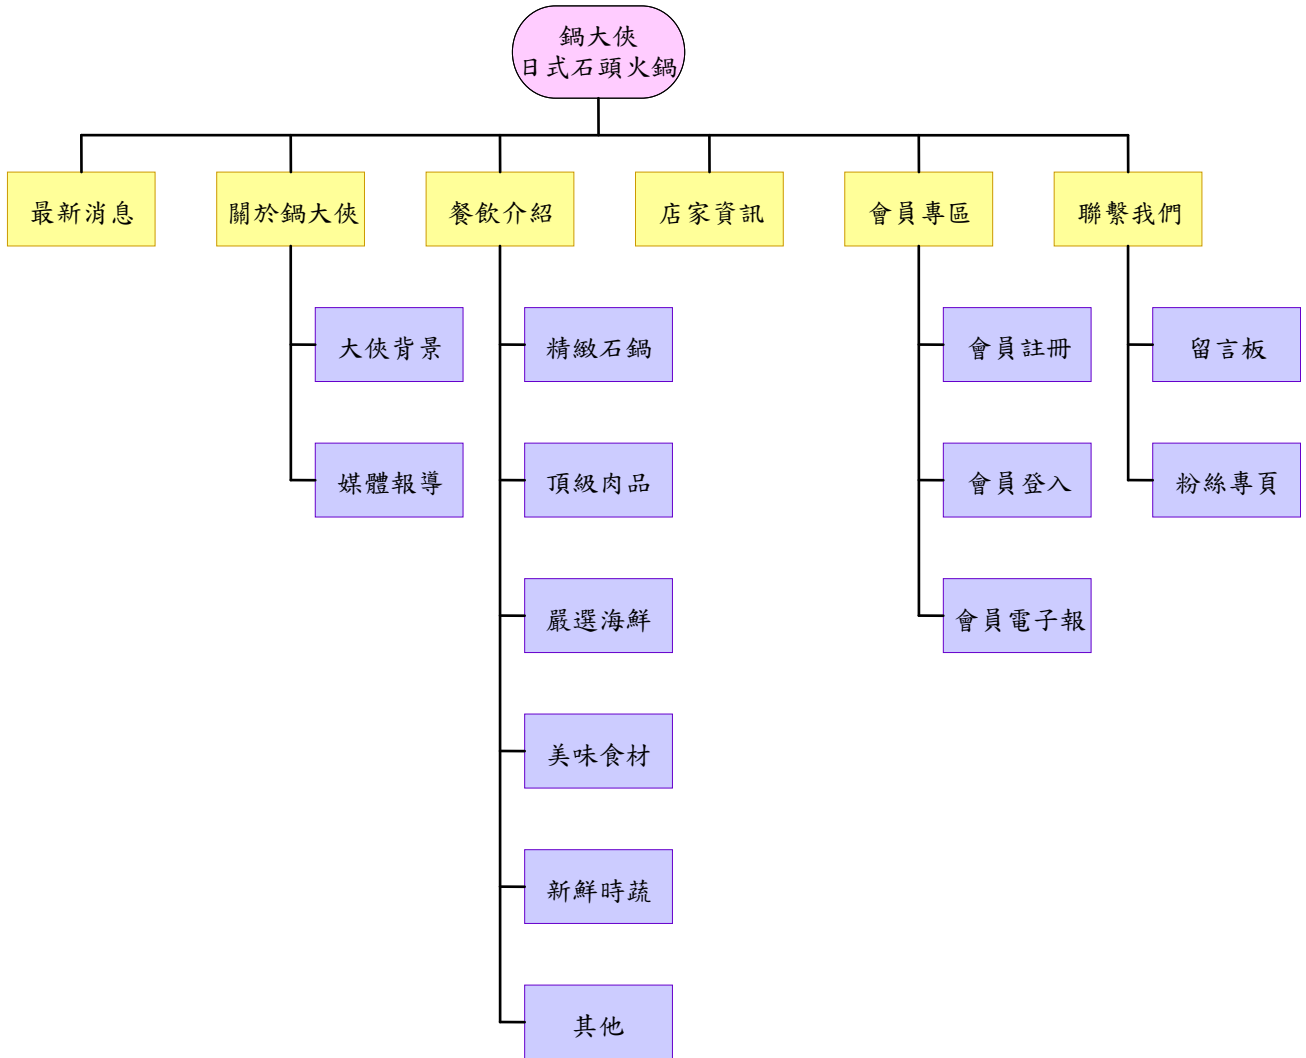 鍋大俠
日式石頭火鍋
最新消息
關於鍋大俠
餐飲介紹
店家資訊
會員專區
聯繫我們
大俠背景
精緻石鍋
會員註冊
留言板
媒體報導
頂級肉品
會員登入
粉絲專頁
嚴選海鮮
會員電子報
美味食材
新鮮時蔬
其他